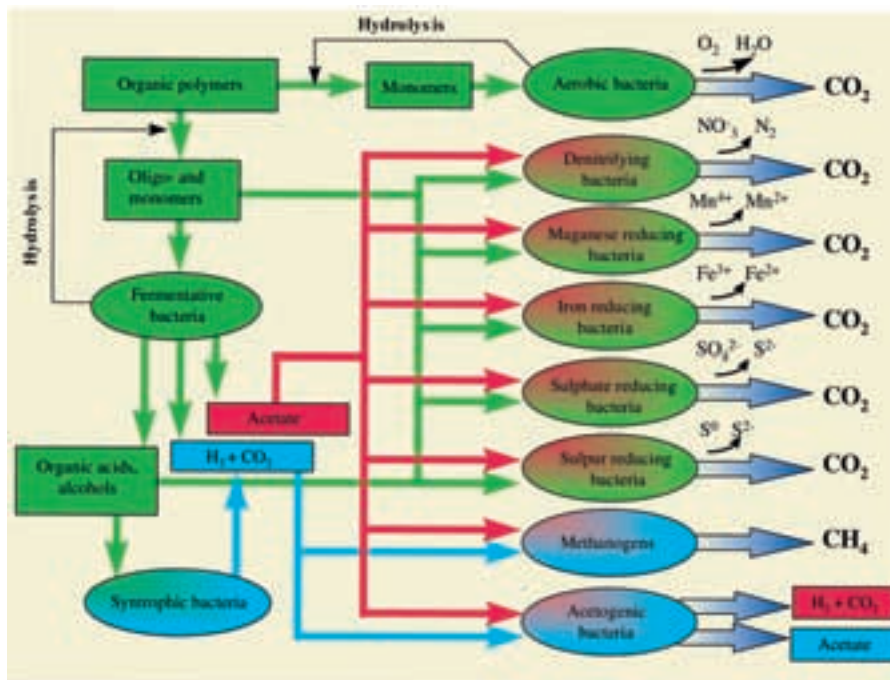 Hydrolysis
O₂ H₂O
Organic polymers
Monomers
Aerobic bacteria
CO₂
NO⁻₃ N₂
Hydrolysis
Oligo- and
monomers
Denitrifying
bacteria
CO₂
Mn⁴⁺ Mn²⁺
Maganese reducing
bacteria
CO₂
Fermentative
bacteria
Fe³⁺ Fe²⁺
Iron reducing
bacteria
CO₂
SO₄²⁻ S²⁻
Sulphate reducing
bacteria
CO₂
Acetate
S⁰ S²⁻
H₂ + CO₂
Organic acids,
alcohols
Sulpur reducing
bacteria
CO₂
Methanogens
CH₄
Syntrophic bacteria
Acetogenic
bacteria
H₂ + CO₂
Acetate